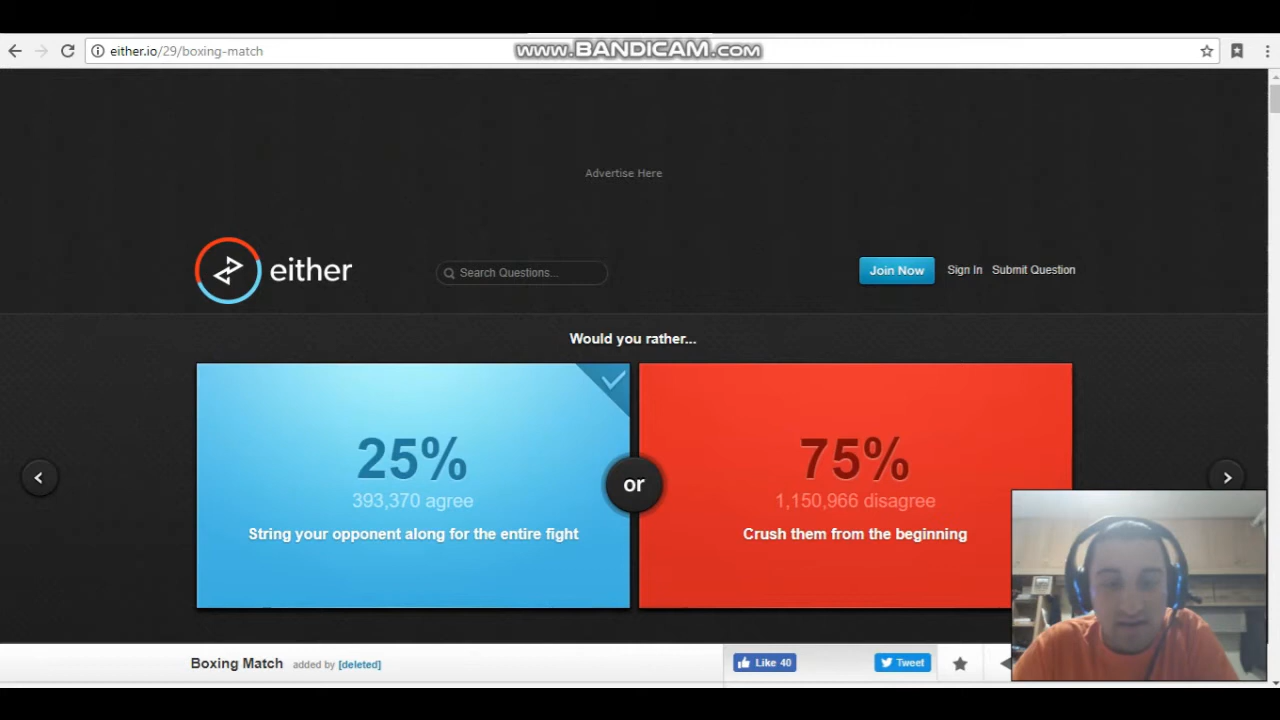 either.io/29/boxing-match
www.BANDICAM.com
Advertise Here
either
Search Questions...
Join Now
Sign In
Submit Question
Would you rather...
25%
393,370 agree
String your opponent along for the entire fight
or
75%
1,150,966 disagree
Crush them from the beginning
Boxing Match
added by [deleted]
Like 40
Tweet